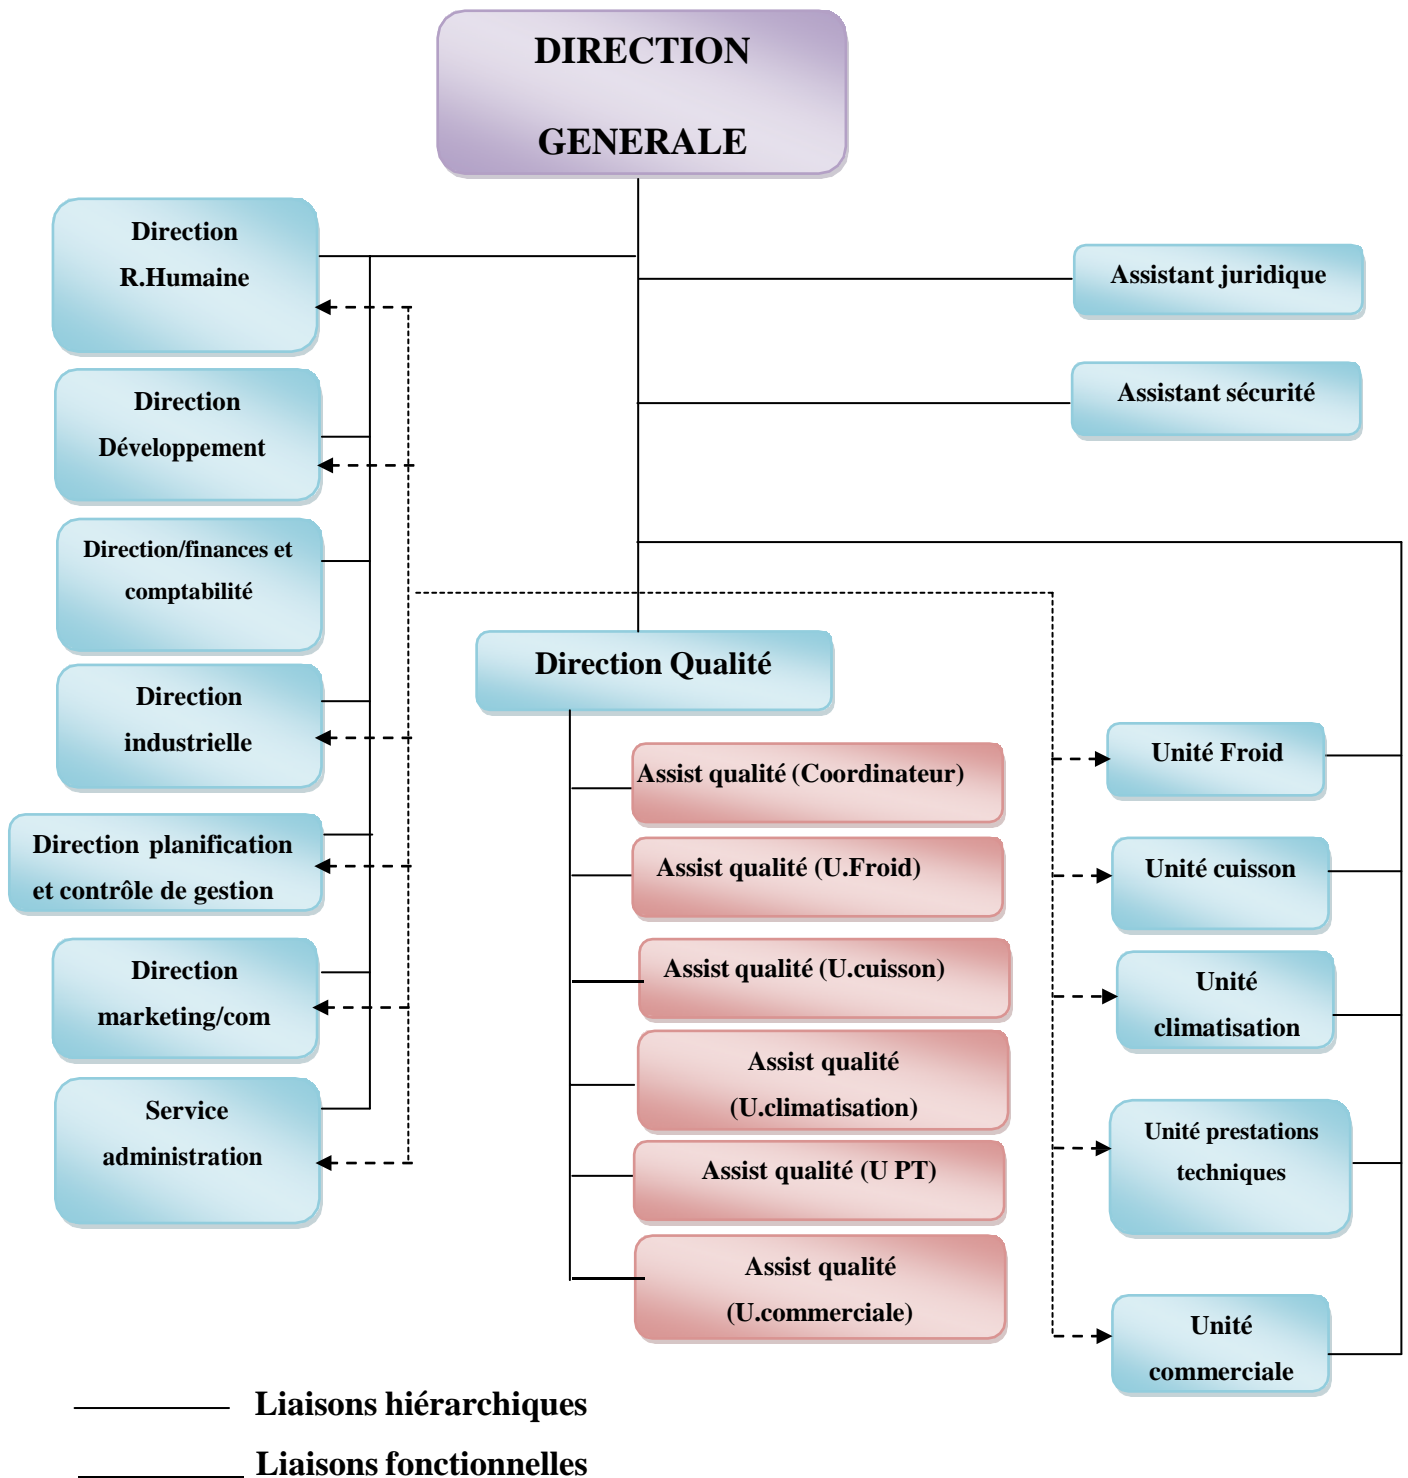 DIRECTION
GENERALE
Direction
R.Humaine
Assistant juridique
Direction
Développement
Assistant sécurité
Direction/finances et
comptabilité
Direction
industrielle
Direction planification
et contrôle de gestion
Direction
marketing/com
Service
administration
Direction Qualité
Assist qualité (Coordinateur)
Assist qualité (U.Froid)
Assist qualité (U.cuisson)
Assist qualité
(U.climatisation)
Assist qualité (U PT)
Assist qualité
(U.commerciale)
Unité Froid
Unité cuisson
Unité
climatisation
Unité prestations
techniques
Unité
commerciale
Liaisons hiérarchiques
Liaisons fonctionnelles